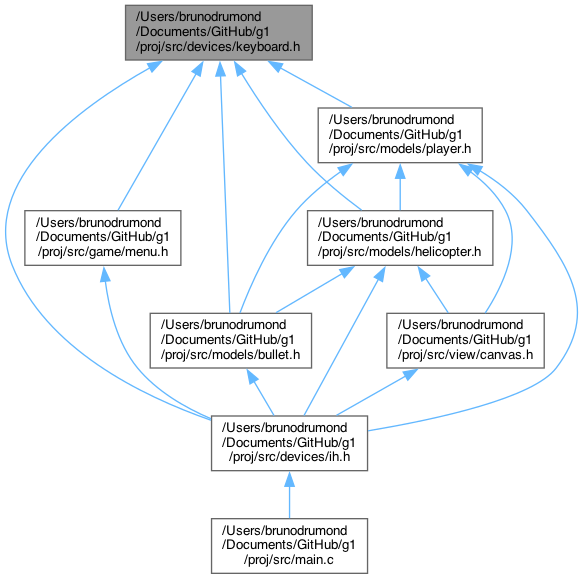 /Users/brunodrumond
/Documents/GitHub/g1
/proj/src/devices/keyboard.h
/Users/brunodrumond
/Documents/GitHub/g1
/proj/src/models/player.h
/Users/brunodrumond
/Documents/GitHub/g1
/proj/src/game/menu.h
/Users/brunodrumond
/Documents/GitHub/g1
/proj/src/models/helicopter.h
/Users/brunodrumond
/Documents/GitHub/g1
/proj/src/models/bullet.h
/Users/brunodrumond
/Documents/GitHub/g1
/proj/src/view/canvas.h
/Users/brunodrumond
/Documents/GitHub/g1
/proj/src/devices/ih.h
/Users/brunodrumond
/Documents/GitHub/g1
/proj/src/main.c